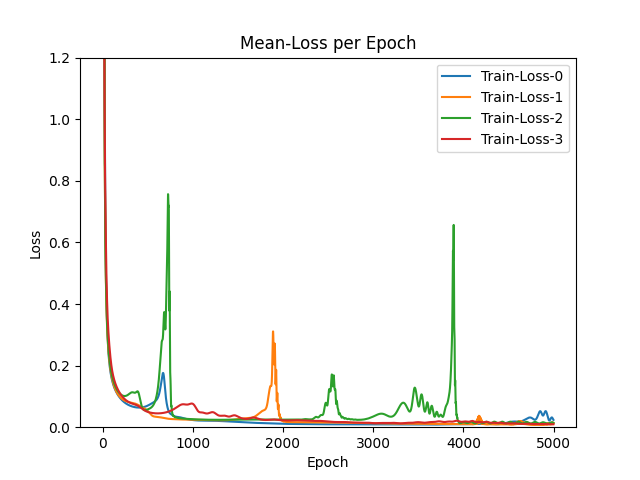 Mean-Loss per Epoch
1.2
1.0
0.8
0.6
0.4
0.2
0.0
Loss
Train-Loss-0
Train-Loss-1
Train-Loss-2
Train-Loss-3
0 1000 2000 3000 4000 5000
Epoch